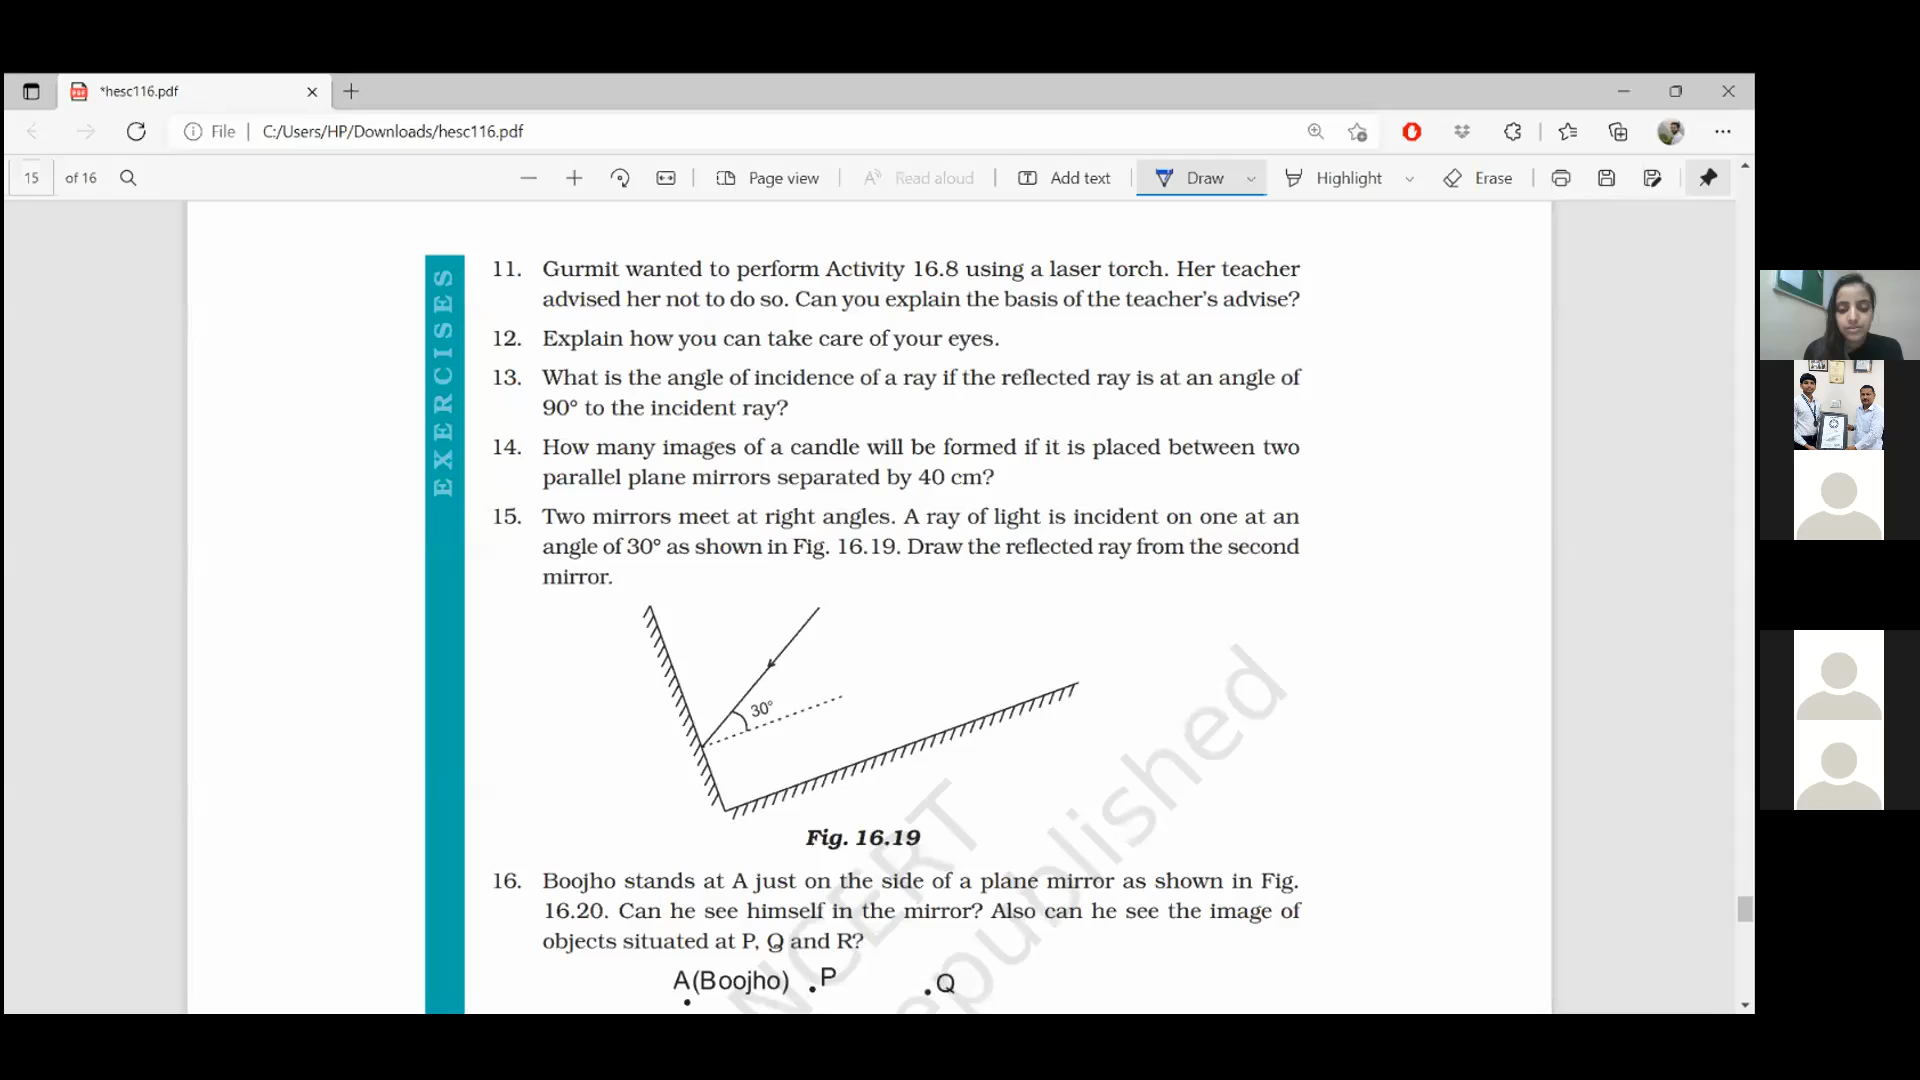 *hesc116.pdf
File
C:/Users/HP/Downloads/hesc116.pdf
15 of 16
Page view
Read aloud
Add text
Draw
Highlight
Erase
EXERCISES
11. Gurmit wanted to perform Activity 16.8 using a laser torch. Her teacher
advised her not to do so. Can you explain the basis of the teacher's advise?
12. Explain how you can take care of your eyes.
13. What is the angle of incidence of a ray if the reflected ray is at an angle of
90° to the incident ray?
14. How many images of a candle will be formed if it is placed between two
parallel plane mirrors separated by 40 cm?
15. Two mirrors meet at right angles. A ray of light is incident on one at an
angle of 30° as shown in Fig. 16.19. Draw the reflected ray from the second
mirror.
30°
Fig. 16.19
16. Boojho stands at A just on the side of a plane mirror as shown in Fig.
16.20. Can he see himself in the mirror? Also can he see the image of
objects situated at P, Q and R?
A(Boojho) P Q
NCERT
epublished